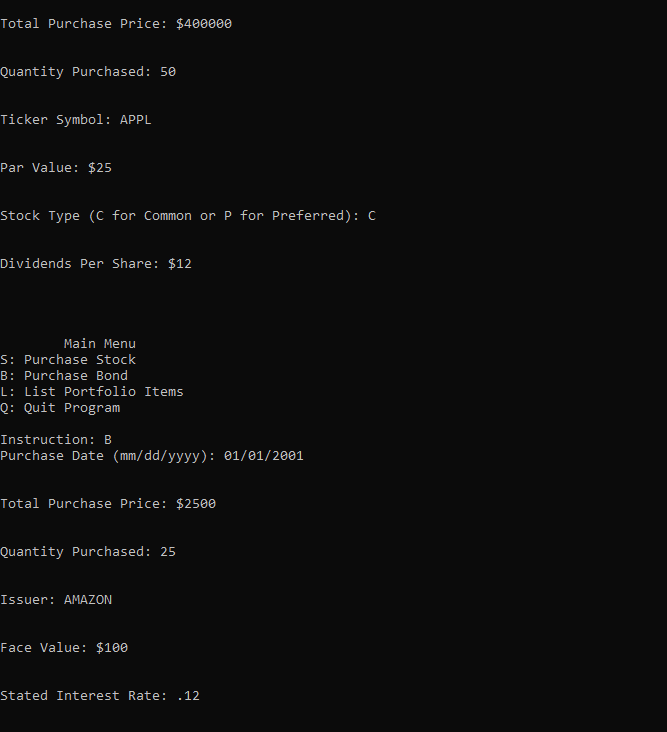 Total Purchase Price: $400000
Quantity Purchased: 50
Ticker Symbol: APPL
Par Value: $25
Stock Type (C for Common or P for Preferred): C
Dividends Per Share: $12
Main Menu
S: Purchase Stock
B: Purchase Bond
L: List Portfolio Items
Q: Quit Program
Instruction: B
Purchase Date (mm/dd/yyyy): 01/01/2001
Total Purchase Price: $2500
Quantity Purchased: 25
Issuer: AMAZON
Face Value: $100
Stated Interest Rate: .12